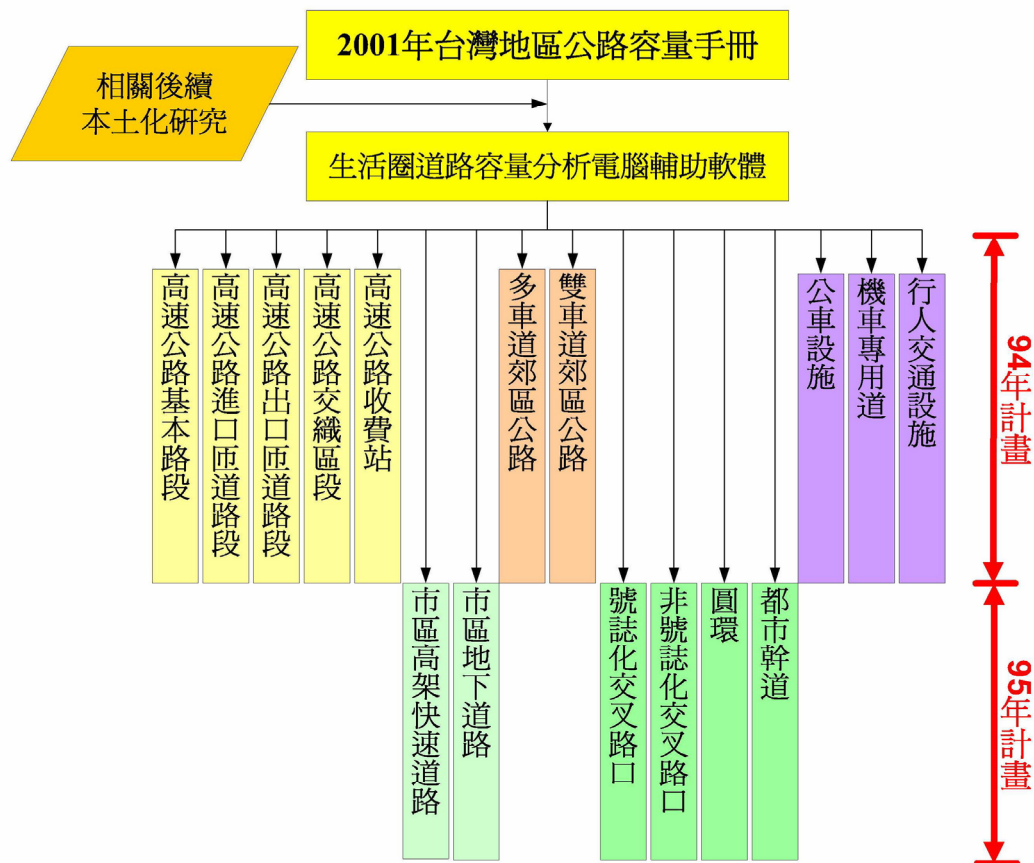 2001年台灣地區公路容量手冊
相關後續
本土化研究
生活圈道路容量分析電腦輔助軟體
高速公路基本路段
高速公路進口匝道路段
高速公路出口匝道路段
高速公路交織區段
高速公路收費站
市區高架快速道路
市區地下道路
多車道郊區公路
雙車道郊區公路
號誌化交叉路口
非號誌化交叉路口
圓環
都市幹道
公車設施
機車專用道
行人交通設施
94年計畫
95年計畫